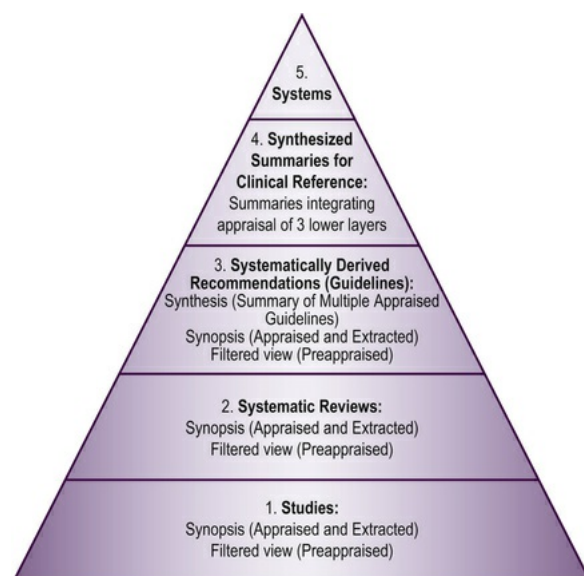 5.
Systems
4. Synthesized
Summaries for
Clinical Reference:
Summaries integrating
appraisal of 3 lower layers
3. Systematically Derived
Recommendations (Guidelines):
Synthesis (Summary of Multiple Appraised
Guidelines)
Synopsis (Appraised and Extracted)
Filtered view (Preappraised)
2. Systematic Reviews:
Synopsis (Appraised and Extracted)
Filtered view (Preappraised)
1. Studies:
Synopsis (Appraised and Extracted)
Filtered view (Preappraised)